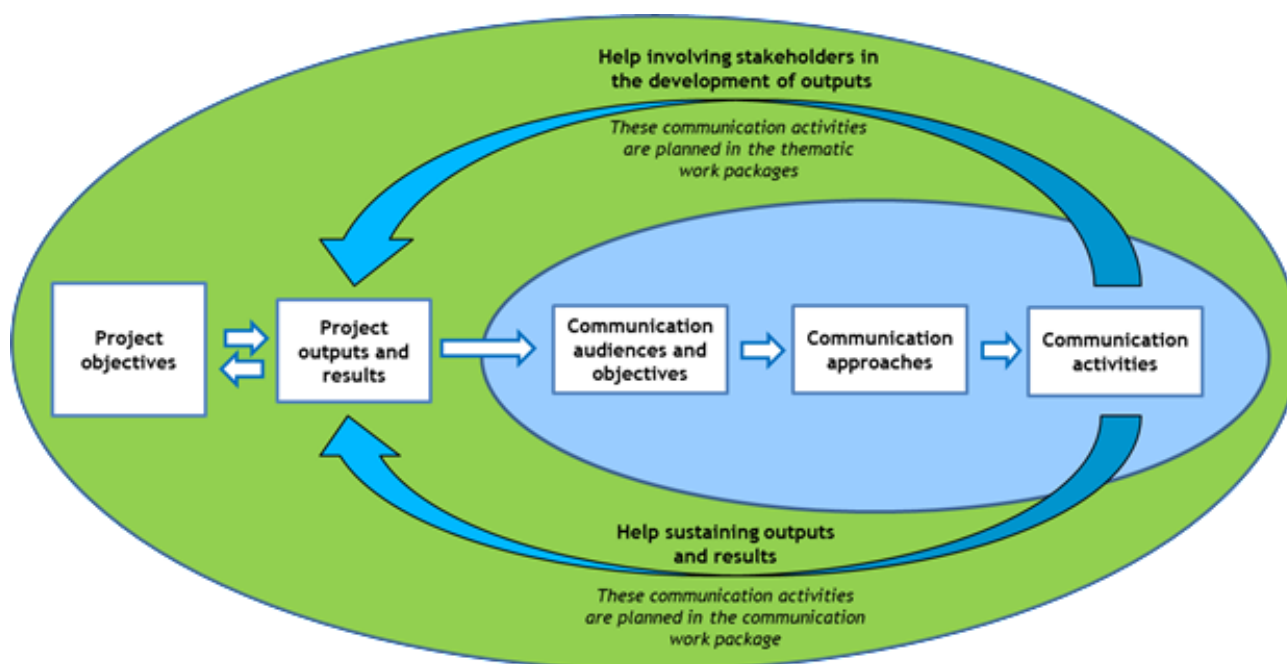 Help involving stakeholders in
the development of outputs
These communication activities
are planned in the thematic
work packages
Project
objectives
Project
outputs and
results
Communication
audiences and
objectives
Communication
approaches
Communication
activities
Help sustaining outputs
and results
These communication activities
are planned in the communication
work package